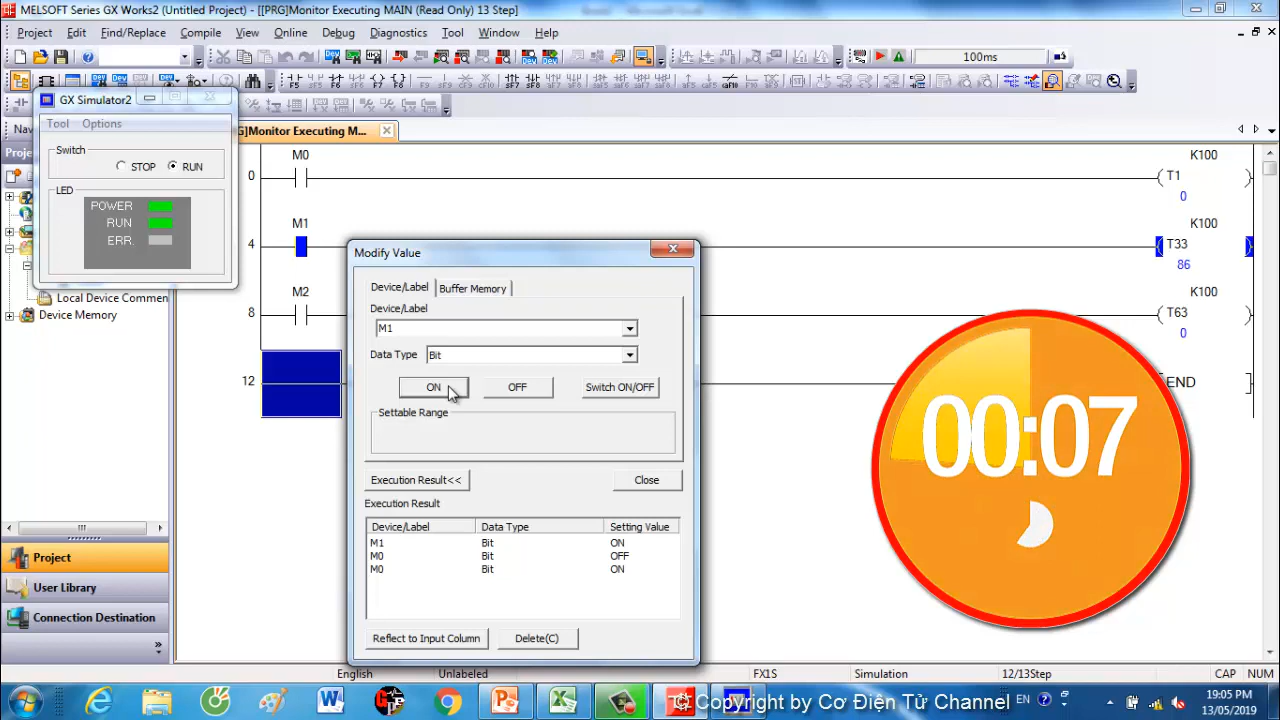 MELSOFT Series GX Works2 (Untitled Project) - [[PRG]Monitor Executing MAIN (Read Only) 13 Step]
Project Edit Find/Replace Compile View Online Debug Diagnostics Tool Window Help
100ms
GX Simulator2
Tool Options
Switch
STOP RUN
LED
POWER
RUN
ERR.
Nav
Proje
G]Monitor Executing M...
Local Device Commen
Device Memory
M0 K100
0 T1
0
M1 K100
4 T33
86
M2 K100
8 T63
0
12 END
Modify Value
Device/Label Buffer Memory
Device/Label
M1
Data Type Bit
ON OFF Switch ON/OFF
Settable Range
Execution Result<< Close
Execution Result
Device/Label Data Type Setting Value
M1 Bit ON
M0 Bit OFF
M0 Bit ON
Reflect to Input Column Delete(C)
00:07
Project
User Library
Connection Destination
English Unlabeled FX1S Simulation 12/13Step CAP NUM
Copyright by Cơ Điện Tử Channel
EN
19:05 PM
13/05/2019